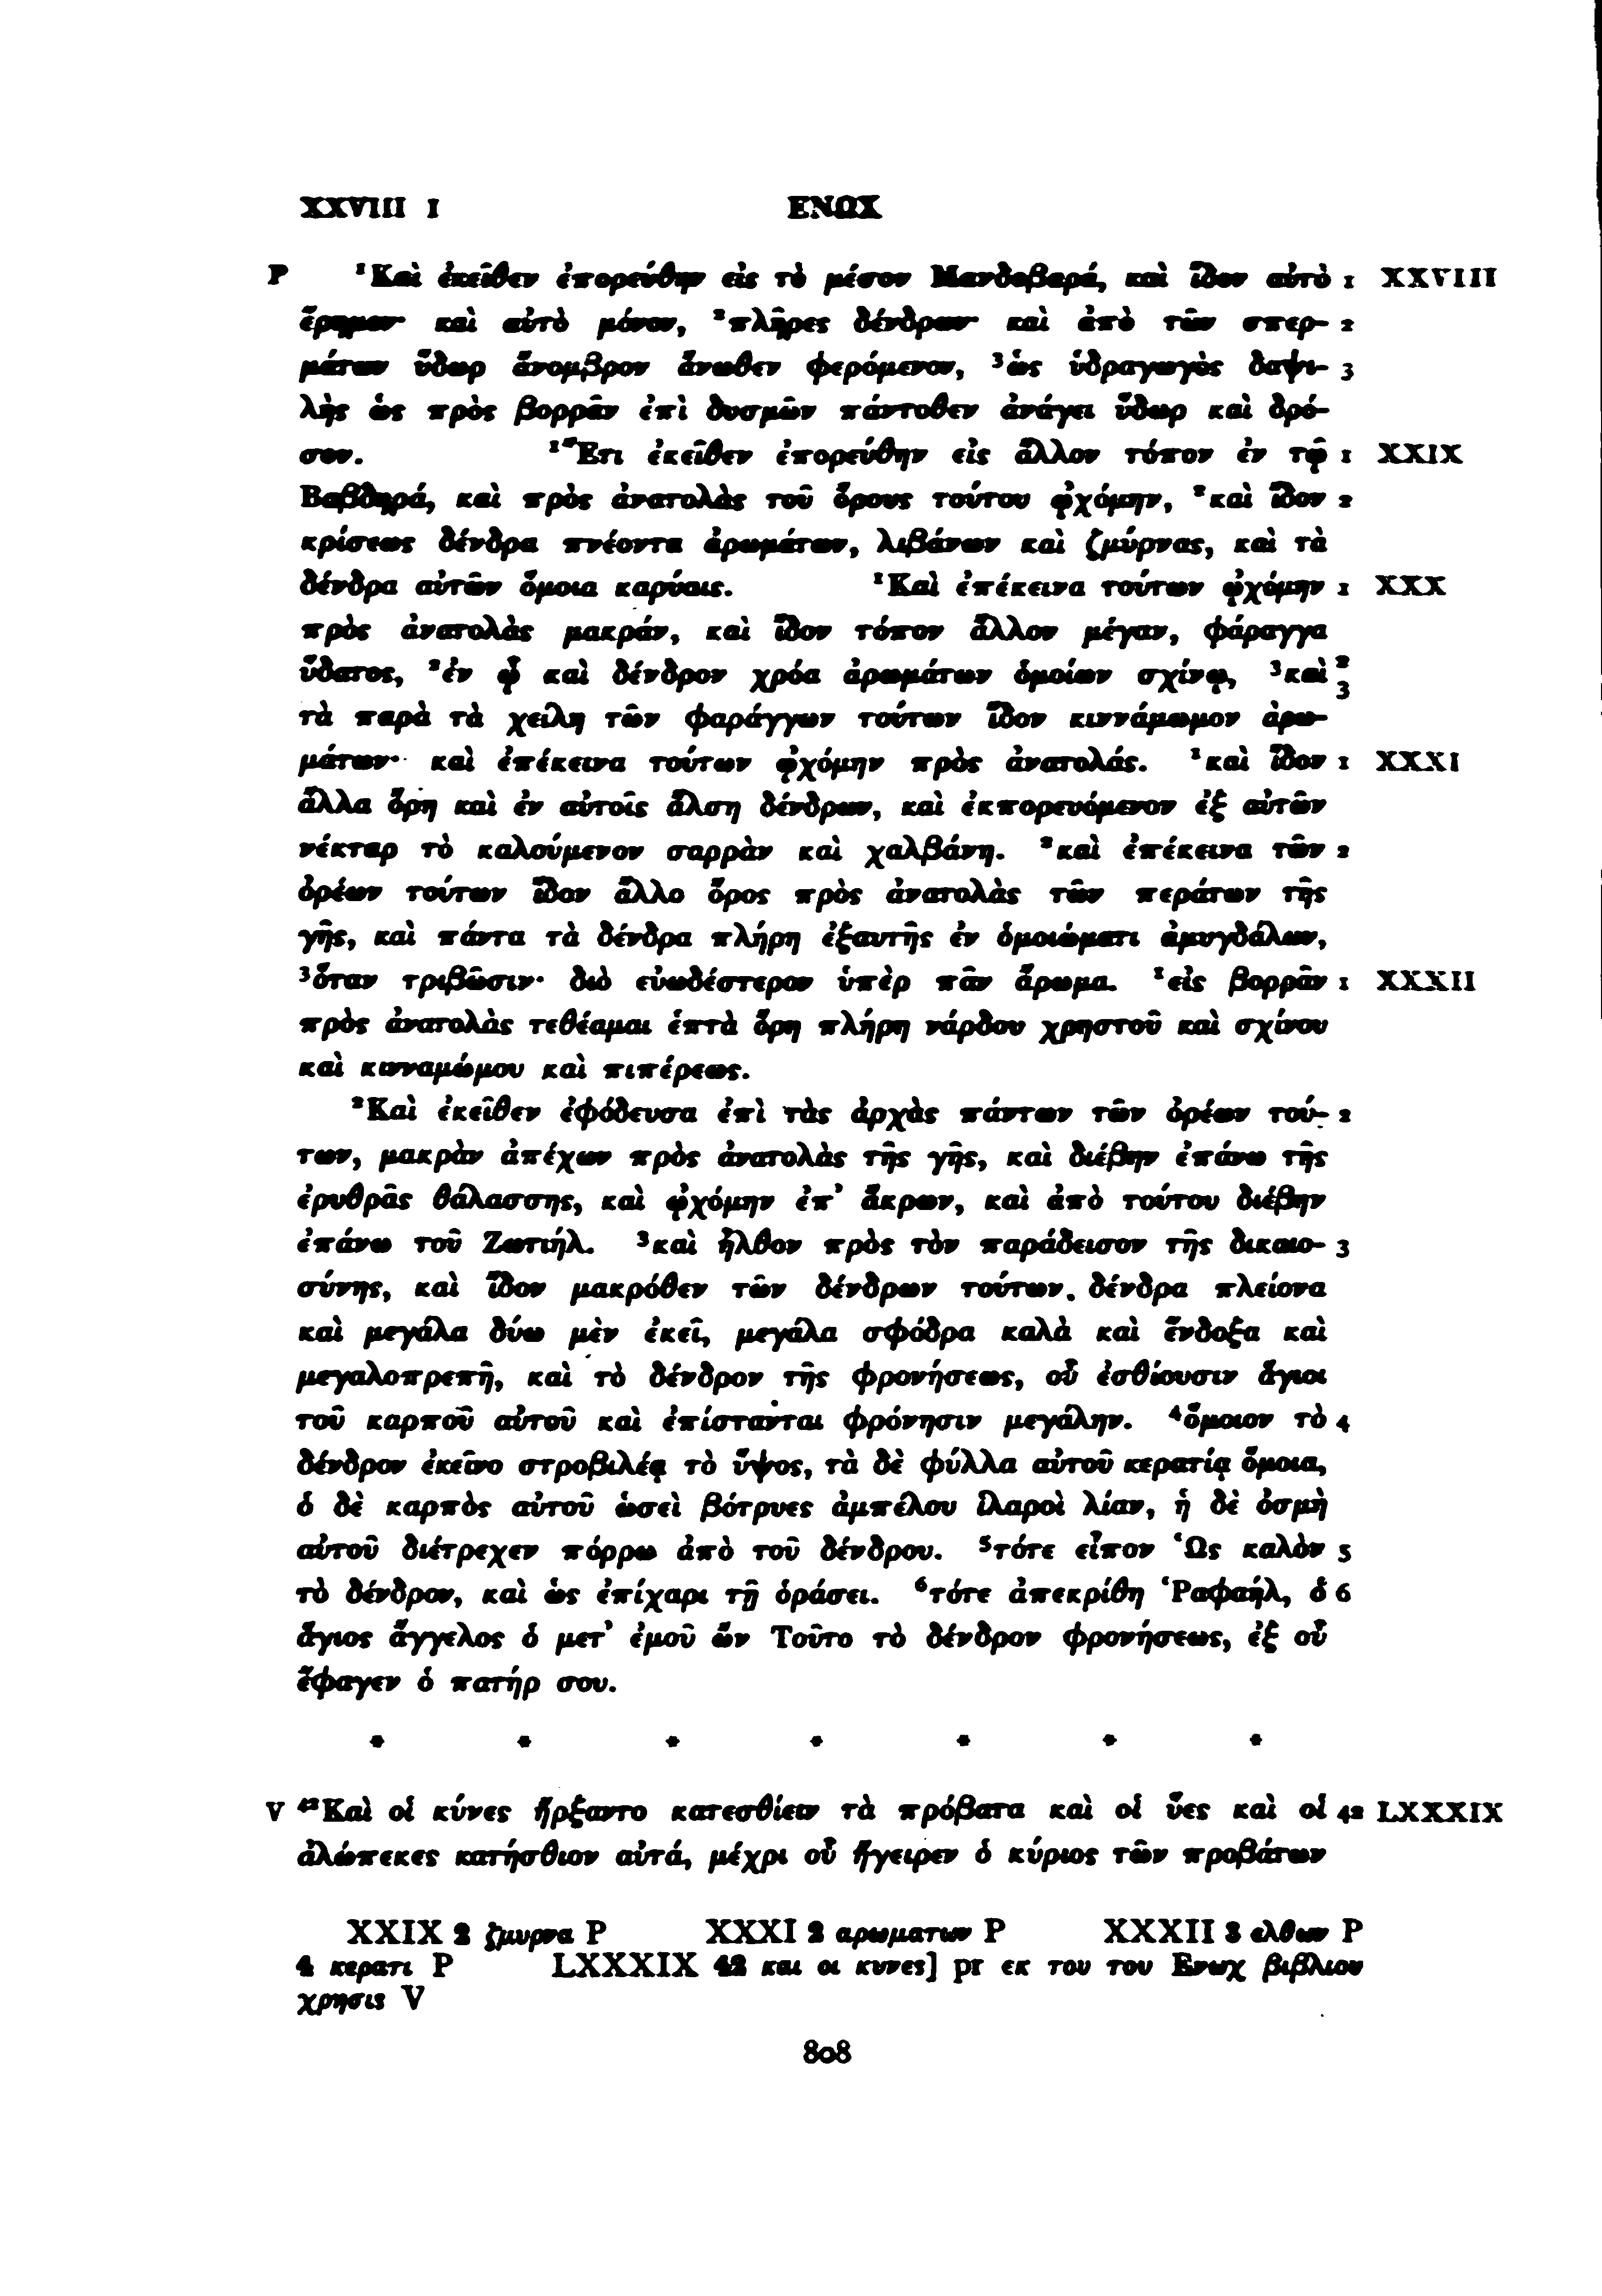 XXVIII 1 ΕΝΩΧ
P ¹Καὶ ἐκεῖθεν ἐπορεύθην εἰς τὸ μέσον Μανδοβαρά, καὶ ἴδον αὐτὸ 1 XXVIII
ἔρημον· καὶ αὐτὸ μόνον, ²πλῆρες δένδρων· καὶ ἀπὸ τῶν σπερ- 2
μάτων ὕδωρ ἄνομβρον ἄνωθεν φερόμενον, ³ὡς ὑδραγωγὸς δαψι- 3
λὴς ὡς πρὸς βορρᾶν ἐπὶ δυσμῶν πάντοθεν ἀνάγει ὕδωρ καὶ δρό-
σον. ¹Ἔτι ἐκεῖθεν ἐπορεύθην εἰς ἄλλον τόπον ἐν τῷ 1 XXIX
Βαβδηρά, καὶ πρὸς ἀνατολὰς τοῦ ὄρους τούτου ᾠχόμην, ²καὶ ἴδον 2
κρίσεως δένδρα πνέοντα ἀρωμάτων, λιβάνων καὶ ζμύρνας, καὶ τὰ
δένδρα αὐτῶν ὅμοια καρύαις. ¹Καὶ ἐπέκεινα τούτων ᾠχόμην 1 XXX
πρὸς ἀνατολὰς μακράν, καὶ ἴδον τόπον ἄλλον μέγαν, φάραγγα
ὕδατος, ²ἐν ᾧ καὶ δένδρον χρόα ἀρωμάτων ὁμοίων σχίνῳ, ³καὶ 2 3
τὰ παρὰ τὰ χείλη τῶν φαράγγων τούτων ἴδον κιννάμωμον ἀρω-
μάτων· καὶ ἐπέκεινα τούτων ᾠχόμην πρὸς ἀνατολάς. ¹καὶ ἴδον 1 XXXI
ἄλλα ὄρη καὶ ἐν αὐτοῖς ἄλση δένδρων, καὶ ἐκπορευόμενον ἐξ αὐτῶν
νέκταρ τὸ καλούμενον σαρρὰν καὶ χαλβάνη. ²καὶ ἐπέκεινα τῶν 2
ὀρέων τούτων ἴδον ἄλλο ὄρος πρὸς ἀνατολὰς τῶν περάτων τῆς
γῆς, καὶ πάντα τὰ δένδρα πλήρη ἐξαυτῆς ἐν ὁμοιώματι ἀμυγδάλων,
³ὅταν τριβῶσιν· διὸ εὐωδέστερον ὑπὲρ πᾶν ἄρωμα. ¹εἰς βορρᾶν 1 XXXII
πρὸς ἀνατολὰς τεθέαμαι ἑπτὰ ὄρη πλήρη νάρδου χρηστοῦ καὶ σχίνου
καὶ κινναμώμου καὶ πιπέρεως.
²Καὶ ἐκεῖθεν ἐφόδευσα ἐπὶ τὰς ἀρχὰς πάντων τῶν ὀρέων τού- 2
των, μακρὰν ἀπέχων πρὸς ἀνατολὰς τῆς γῆς, καὶ διέβην ἐπάνω τῆς
ἐρυθρᾶς θάλασσης, καὶ ᾠχόμην ἐπ’ ἄκρων, καὶ ἀπὸ τούτου διέβην
ἐπάνω τοῦ Ζωτιήλ. ³καὶ ἦλθον πρὸς τὸν παράδεισον τῆς δικαιο- 3
σύνης, καὶ ἴδον μακρόθεν τῶν δένδρων τούτων. δένδρα πλείονα
καὶ μεγάλα δύω μὲν ἐκεῖ, μεγάλα σφόδρα καλὰ καὶ ἔνδοξα καὶ
μεγαλοπρεπῆ, καὶ τὸ δένδρον τῆς φρονήσεως, οὗ ἐσθίουσιν ἅγιοι
τοῦ καρποῦ αὐτοῦ καὶ ἐπίστανται φρόνησιν μεγάλην. ⁴ὅμοιον τὸ 4
δένδρον ἐκεῖνο στροβιλέᾳ τὸ ὕψος, τὰ δὲ φύλλα αὐτοῦ κερατίᾳ ὅμοια,
ὁ δὲ καρπὸς αὐτοῦ ὡσεὶ βότρυες ἀμπέλου ἱλαροὶ λίαν, ἡ δὲ ὀσμὴ
αὐτοῦ διέτρεχεν πόρρω ἀπὸ τοῦ δένδρου. ⁵τότε εἶπον Ὡς καλὸν 5
τὸ δένδρον, καὶ ὡς ἐπίχαρι τῇ ὁράσει. ⁶τότε ἀπεκρίθη Ῥαφαήλ, ὁ 6
ἅγιος ἄγγελος ὁ μετ’ ἐμοῦ ὤν Τοῦτο τὸ δένδρον φρονήσεως, ἐξ οὗ
ἔφαγεν ὁ πατήρ σου.
* * * * * * *
V ⁴²Καὶ οἱ κύνες ἤρξαντο κατεσθίειν τὰ πρόβατα καὶ οἱ ὕες καὶ οἱ 42 LXXXIX
ἀλώπεκες κατήσθιον αὐτά, μέχρι οὗ ἤγειρεν ὁ κύριος τῶν προβάτων
XXIX 2 ζμυρνα P XXXI 2 αρωματων P XXXII 3 ελθων P
4 κερατι P LXXXIX 42 και οι κυνες] pr εκ του του Ενωχ βιβλιου
χρησις V
808